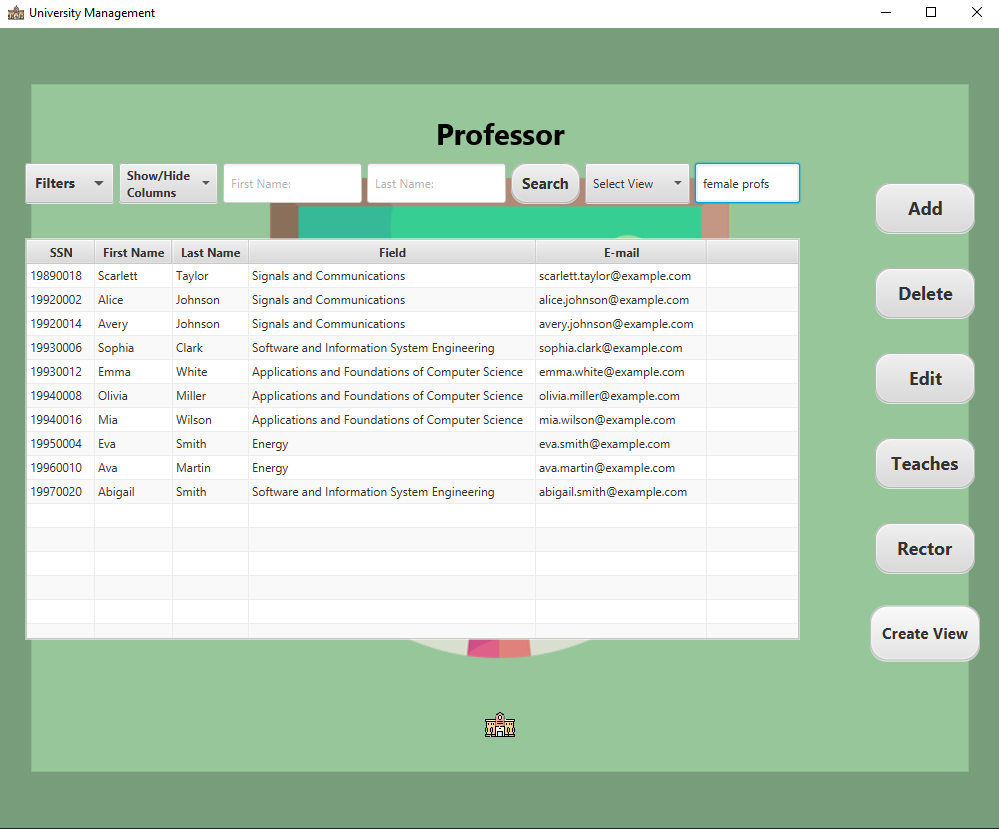 University Management
Professor
Filters
Show/Hide
Columns
First Name:
Last Name:
Search
Select View
female profs
SSN First Name Last Name Field E-mail
19890018 Scarlett Taylor Signals and Communications scarlett.taylor@example.com
19920002 Alice Johnson Signals and Communications alice.johnson@example.com
19920014 Avery Johnson Signals and Communications avery.johnson@example.com
19930006 Sophia Clark Software and Information System Engineering sophia.clark@example.com
19930012 Emma White Applications and Foundations of Computer Science emma.white@example.com
19940008 Olivia Miller Applications and Foundations of Computer Science olivia.miller@example.com
19940016 Mia Wilson Applications and Foundations of Computer Science mia.wilson@example.com
19950004 Eva Smith Energy eva.smith@example.com
19960010 Ava Martin Energy ava.martin@example.com
19970020 Abigail Smith Software and Information System Engineering abigail.smith@example.com
Add
Delete
Edit
Teaches
Rector
Create View